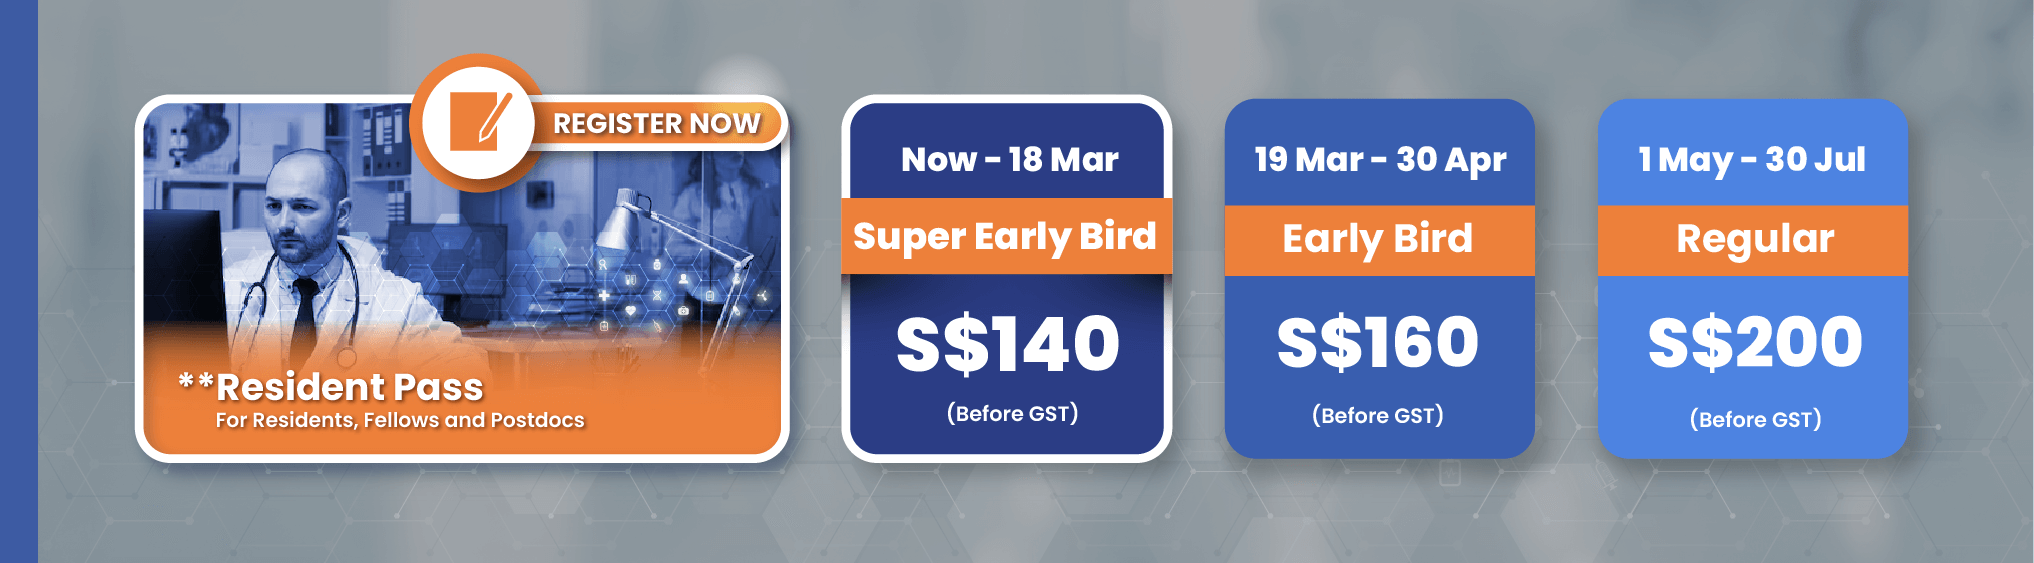 REGISTER NOW
**Resident Pass
For Residents, Fellows and Postdocs
Now - 18 Mar
Super Early Bird
S$140
(Before GST)
19 Mar - 30 Apr
Early Bird
S$160
(Before GST)
1 May - 30 Jul
Regular
S$200
(Before GST)